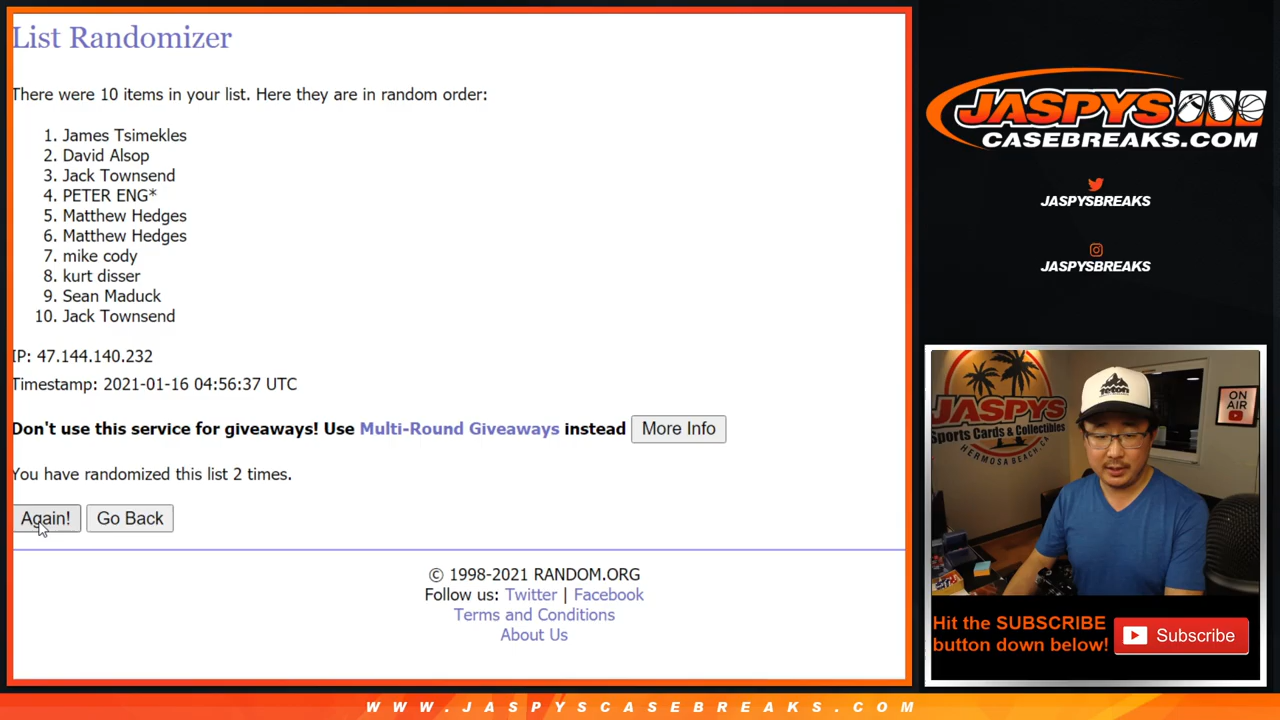 List Randomizer
There were 10 items in your list. Here they are in random order:
1. James Tsimekles
2. David Alsop
3. Jack Townsend
4. PETER ENG*
5. Matthew Hedges
6. Matthew Hedges
7. mike cody
8. kurt disser
9. Sean Maduck
10. Jack Townsend
IP: 47.144.140.232
Timestamp: 2021-01-16 04:56:37 UTC
Don't use this service for giveaways! Use Multi-Round Giveaways instead More Info
You have randomized this list 2 times.
Again! Go Back
© 1998-2021 RANDOM.ORG
Follow us: Twitter | Facebook
Terms and Conditions
About Us
JASPYS
CASEBREAKS.COM
JASPYSBREAKS
JASPYSBREAKS
JASPYS
Sports Cards & Collectibles
HERMOSA BEACH, CA
Teton
ON
AIR
Hit the SUBSCRIBE
button down below!
Subscribe
WWW.JASPYSCASEBREAKS.COM